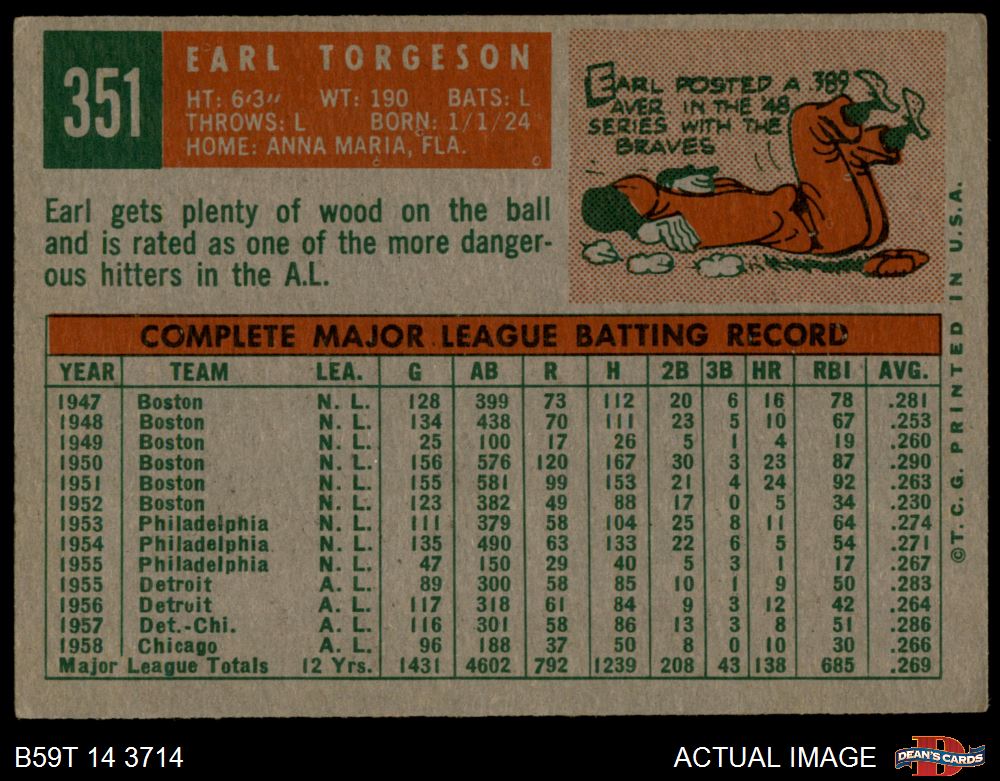 351
EARL TORGESON
HT: 6'3" WT: 190 BATS: L
THROWS: L BORN: 1/1/24
HOME: ANNA MARIA, FLA.
EARL POSTED A .389
AVER IN THE '48
SERIES WITH THE
BRAVES
Earl gets plenty of wood on the ball
and is rated as one of the more danger-
ous hitters in the A.L.
COMPLETE MAJOR LEAGUE BATTING RECORD
YEAR TEAM LEA. G AB R H 2B 3B HR RBI AVG.
1947 Boston N. L. 128 399 73 112 20 6 16 78 .281
1948 Boston N. L. 134 438 70 111 23 5 10 67 .253
1949 Boston N. L. 25 100 17 26 5 1 4 19 .260
1950 Boston N. L. 156 576 120 167 30 3 23 87 .290
1951 Boston N. L. 155 581 99 153 21 4 24 92 .263
1952 Boston N. L. 123 382 49 88 17 0 5 34 .230
1953 Philadelphia N. L. 111 379 58 104 25 8 11 64 .274
1954 Philadelphia N. L. 135 490 63 133 22 6 5 54 .271
1955 Philadelphia N. L. 47 150 29 40 5 3 1 17 .267
1955 Detroit A. L. 89 300 58 85 10 1 9 50 .283
1956 Detroit A. L. 117 318 61 84 9 3 12 42 .264
1957 Det.-Chi. A. L. 116 301 58 86 13 3 8 51 .286
1958 Chicago A. L. 96 188 37 50 8 0 10 30 .266
Major League Totals 12 Yrs. 1431 4602 792 1239 208 43 138 685 .269
©T. C. G. PRINTED IN U.S.A.
B59T 14 3714
ACTUAL IMAGE
D
DEAN'S CARDS